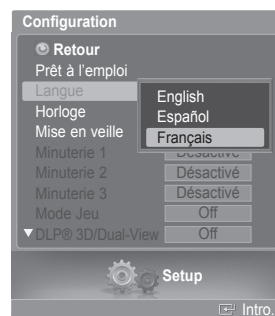 Configuration
Retour
Prêt à l'emploi
Langue
English
Español
Français
Horloge
Mise en veille
Minuterie 1 Désactivé
Minuterie 2 Désactivé
Minuterie 3 Désactivé
Mode Jeu Off
▼DLP® 3D/Dual-View Off
Setup
Intro.